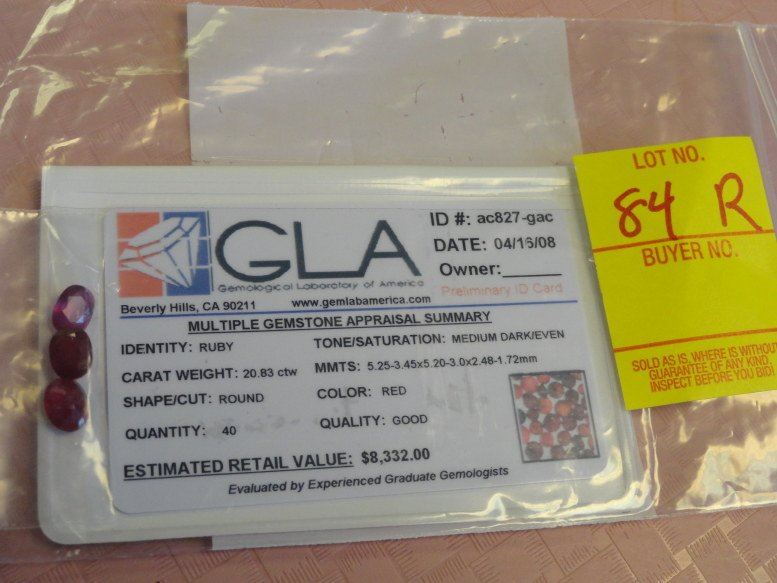 GLA
Gemological Laboratory of America
Beverly Hills, CA 90211 www.gemlabamerica.com
ID #: ac827-gac
DATE: 04/16/08
Owner:
Preliminary ID Card
MULTIPLE GEMSTONE APPRAISAL SUMMARY
IDENTITY: RUBY
TONE/SATURATION: MEDIUM DARK/EVEN
CARAT WEIGHT: 20.83 ctw
MMTS: 5.25-3.45x5.20-3.0x2.48-1.72mm
SHAPE/CUT: ROUND
COLOR: RED
QUANTITY: 40
QUALITY: GOOD
ESTIMATED RETAIL VALUE: $8,332.00
Evaluated by Experienced Graduate Gemologists
LOT NO.
84 R
BUYER NO.
SOLD AS IS, WHERE IS WITHOUT
GUARANTEE OF ANY KIND.
INSPECT BEFORE YOU BID!